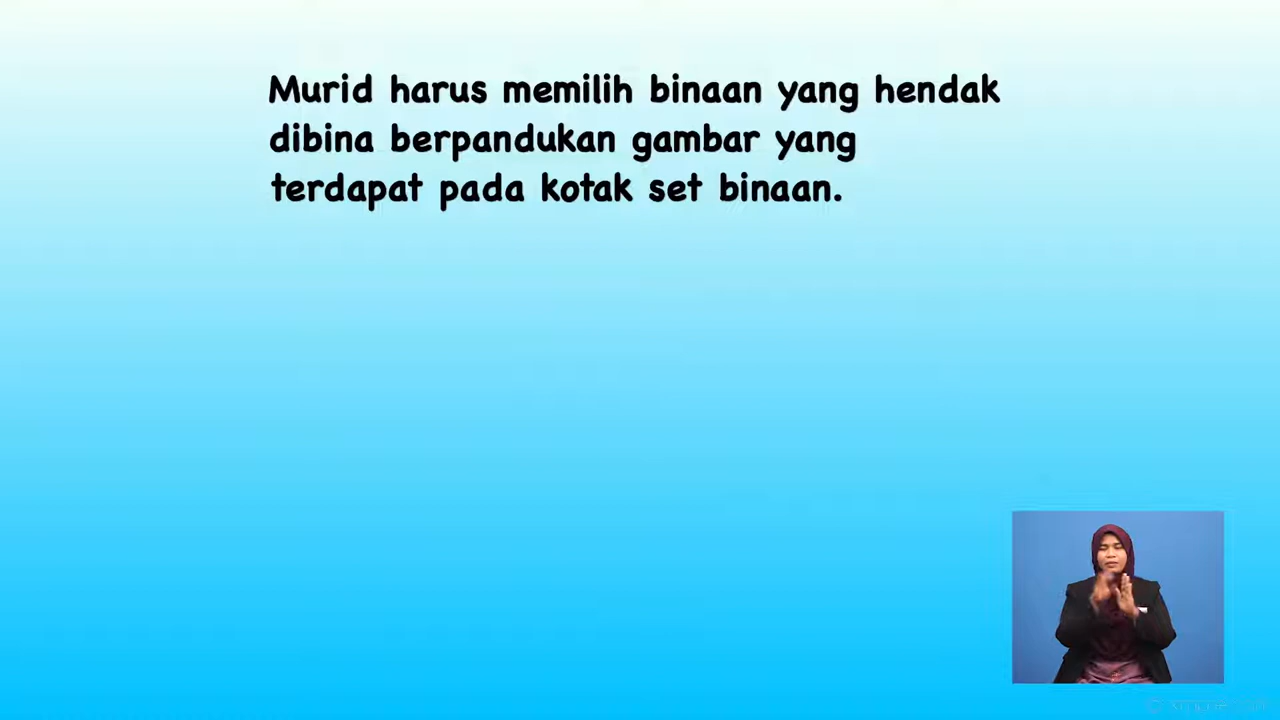 Murid harus memilih binaan yang hendak
dibina berpandukan gambar yang
terdapat pada kotak set binaan.